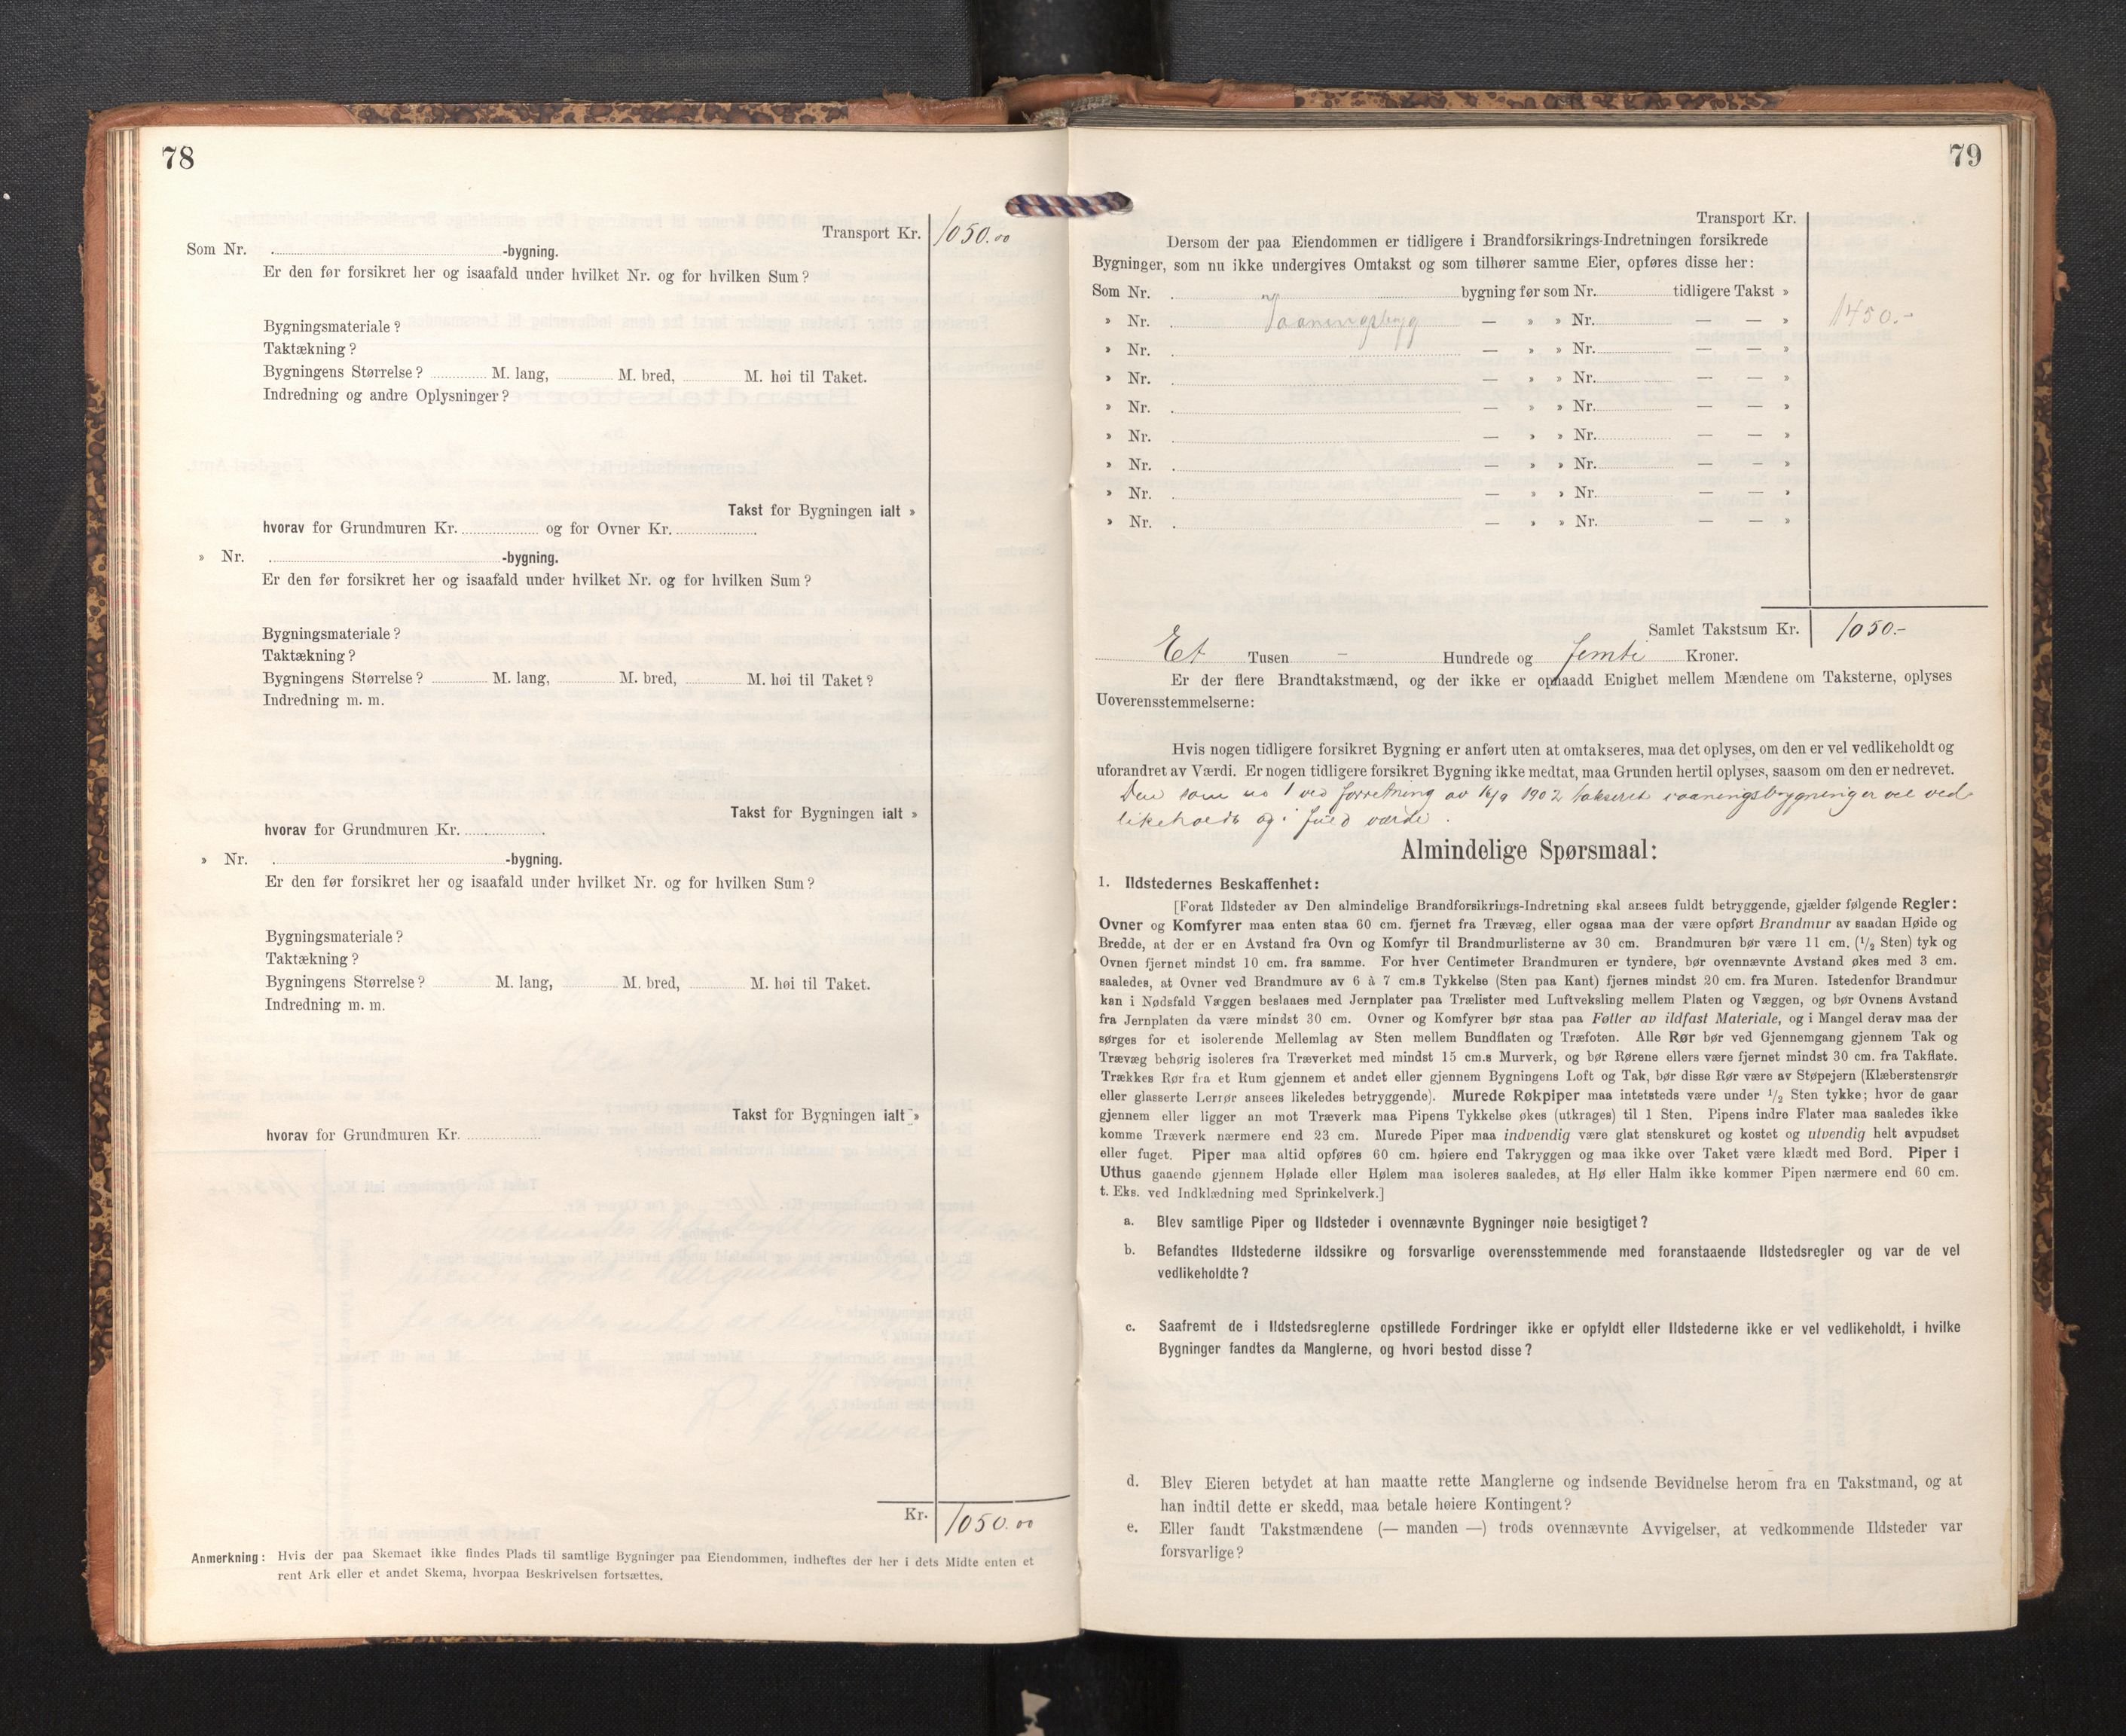 78
Transport Kr. 1050.00
Som Nr. -bygning.
Er den før forsikret her og isaafald under hvilket Nr. og for hvilken Sum?
Bygningsmateriale?
Taktækning?
Bygningens Størrelse? M. lang, M. bred, M. høi til Taket.
Indredning og andre Oplysninger?
Takst for Bygningen ialt »
hvorav for Grundmuren Kr. og for Ovner Kr.
» Nr. -bygning.
Er den før forsikret her og isaafald under hvilket Nr. og for hvilken Sum?
Bygningsmateriale?
Taktækning?
Bygningens Størrelse? M. lang, M. bred, M. høi til Taket?
Indredning m. m.
Takst for Bygningen ialt »
hvorav for Grundmuren Kr.
» Nr. -bygning.
Er den før forsikret her og isaafald under hvilket Nr. og for hvilken Sum?
Bygningsmateriale?
Taktækning?
Bygningens Størrelse? M. lang, M. bred, M. høi til Taket.
Indredning m. m.
Takst for Bygningen ialt »
hvorav for Grundmuren Kr.
Kr. 1050.00
Anmerkning: Hvis der paa Skemaet ikke findes Plads til samtlige Bygninger paa Eiendommen, indheftes der her i dets Midte enten et
rent Ark eller et andet Skema, hvorpaa Beskrivelsen fortsættes.
79
Transport Kr.
Dersom der paa Eiendommen er tidligere i Brandforsikrings-Indretningen forsikrede
Bygninger, som nu ikke undergives Omtakst og som tilhører samme Eier, opføres disse her:
Som Nr. bygning før som Nr. tidligere Takst »
» Nr. Vaaningsbyg — » » Nr. — — » 1450.-
» Nr. — » » Nr. — — »
» Nr. — » » Nr. — — »
» Nr. — » » Nr. — — »
» Nr. — » » Nr. — — »
» Nr. — » » Nr. — — »
» Nr. — » » Nr. — — »
» Nr. — » » Nr. — — »
Samlet Takstsum Kr. 1050.-
Et Tusen – Hundrede og femti Kroner.
Er der flere Brandtakstmænd, og der ikke er opnaadd Enighet mellem Mændene om Taksterne, oplyses
Uoverensstemmelserne:
Hvis nogen tidligere forsikret Bygning er anført uten at omtakseres, maa det oplyses, om den er vel vedlikeholdt og
uforandret av Værdi. Er nogen tidligere forsikret Bygning ikke medtat, maa Grunden hertil oplyses, saasom om den er nedrevet.
Den som no 1 ved forretning av 16/9 1902 takseret vaaningsbygning er vel ved
likeholdt og i fuld værdi.
Almindelige Spørsmaal:
1. Ildstedernes Beskaffenhet:
[Forat Ildsteder av Den almindelige Brandforsikrings-Indretning skal ansees fuldt betryggende, gjælder følgende Regler:
Ovner og Komfyrer maa enten staa 60 cm. fjernet fra Trævæg, eller ogsaa maa der være opført Brandmur av saadan Høide og
Bredde, at der er en Avstand fra Ovn og Komfyr til Brandmurlisterne av 30 cm. Brandmuren bør være 11 cm. (1/2 Sten) tyk og
Ovnen fjernet mindst 10 cm. fra samme. For hver Centimeter Brandmuren er tyndere, bør ovennævnte Avstand økes med 3 cm.
saaledes, at Ovner ved Brandmure av 6 à 7 cm.s Tykkelse (Sten paa Kant) fjernes mindst 20 cm. fra Muren. Istedenfor Brandmur
kan i Nødsfald Væggen beslaaes med Jernplater paa Trælister med Luftveksling mellem Platen og Væggen, og bør Ovnens Avstand
fra Jernplaten da være mindst 30 cm. Ovner og Komfyrer bør staa paa Føtter av ildfast Materiale, og i Mangel derav maa der
sørges for et isolerende Mellemlag av Sten mellem Bundflaten og Træfoten. Alle Rør bør ved Gjennemgang gjennem Tak og
Trævæg behørig isoleres fra Træverket med mindst 15 cm.s Murverk, og bør Rørene ellers være fjernet mindst 30 cm. fra Takflate.
Trækkes Rør fra et Rum gjennem et andet eller gjennem Bygningens Loft og Tak, bør disse Rør være av Støpejern (Klæberstensrør
eller glasserte Lerrør ansees likeledes betryggende). Murede Røkpiper maa intetsteds være under 1/2 Sten tykke; hvor de gaar
gjennem eller ligger an mot Træverk maa Pipens Tykkelse økes (utkrages) til 1 Sten. Pipens indre Flater maa saaledes ikke
komme Træverk nærmere end 23 cm. Murede Piper maa indvendig være glat stenskuret og kostet og utvendig helt avpudset
eller fuget. Piper maa altid opføres 60 cm. høiere end Takryggen og maa ikke over Taket være klædt med Bord. Piper i
Uthus gaaende gjennem Hølade eller Hølem maa isoleres saaledes, at Hø eller Halm ikke kommer Pipen nærmere end 60 cm.
t. Eks. ved Indklædning med Sprinkelverk.]
a. Blev samtlige Piper og Ildsteder i ovennævnte Bygninger nøie besigtiget?
b. Befandtes Ildstederne ildssikre og forsvarlige overensstemmende med foranstaaende Ildstedsregler og var de vel
vedlikeholdte?
c. Saafremt de i Ildstedsreglerne opstillede Fordringer ikke er opfyldt eller Ildstederne ikke er vel vedlikeholdt, i hvilke
Bygninger fandtes da Manglerne, og hvori bestod disse?
d. Blev Eieren betydet at han maatte rette Manglerne og indsende Bevidnelse herom fra en Takstmand, og at
han indtil dette er skedd, maa betale høiere Kontingent?
e. Eller fandt Takstmændene (— manden —) trods ovennævnte Avvigelser, at vedkommende Ildsteder var
forsvarlige?